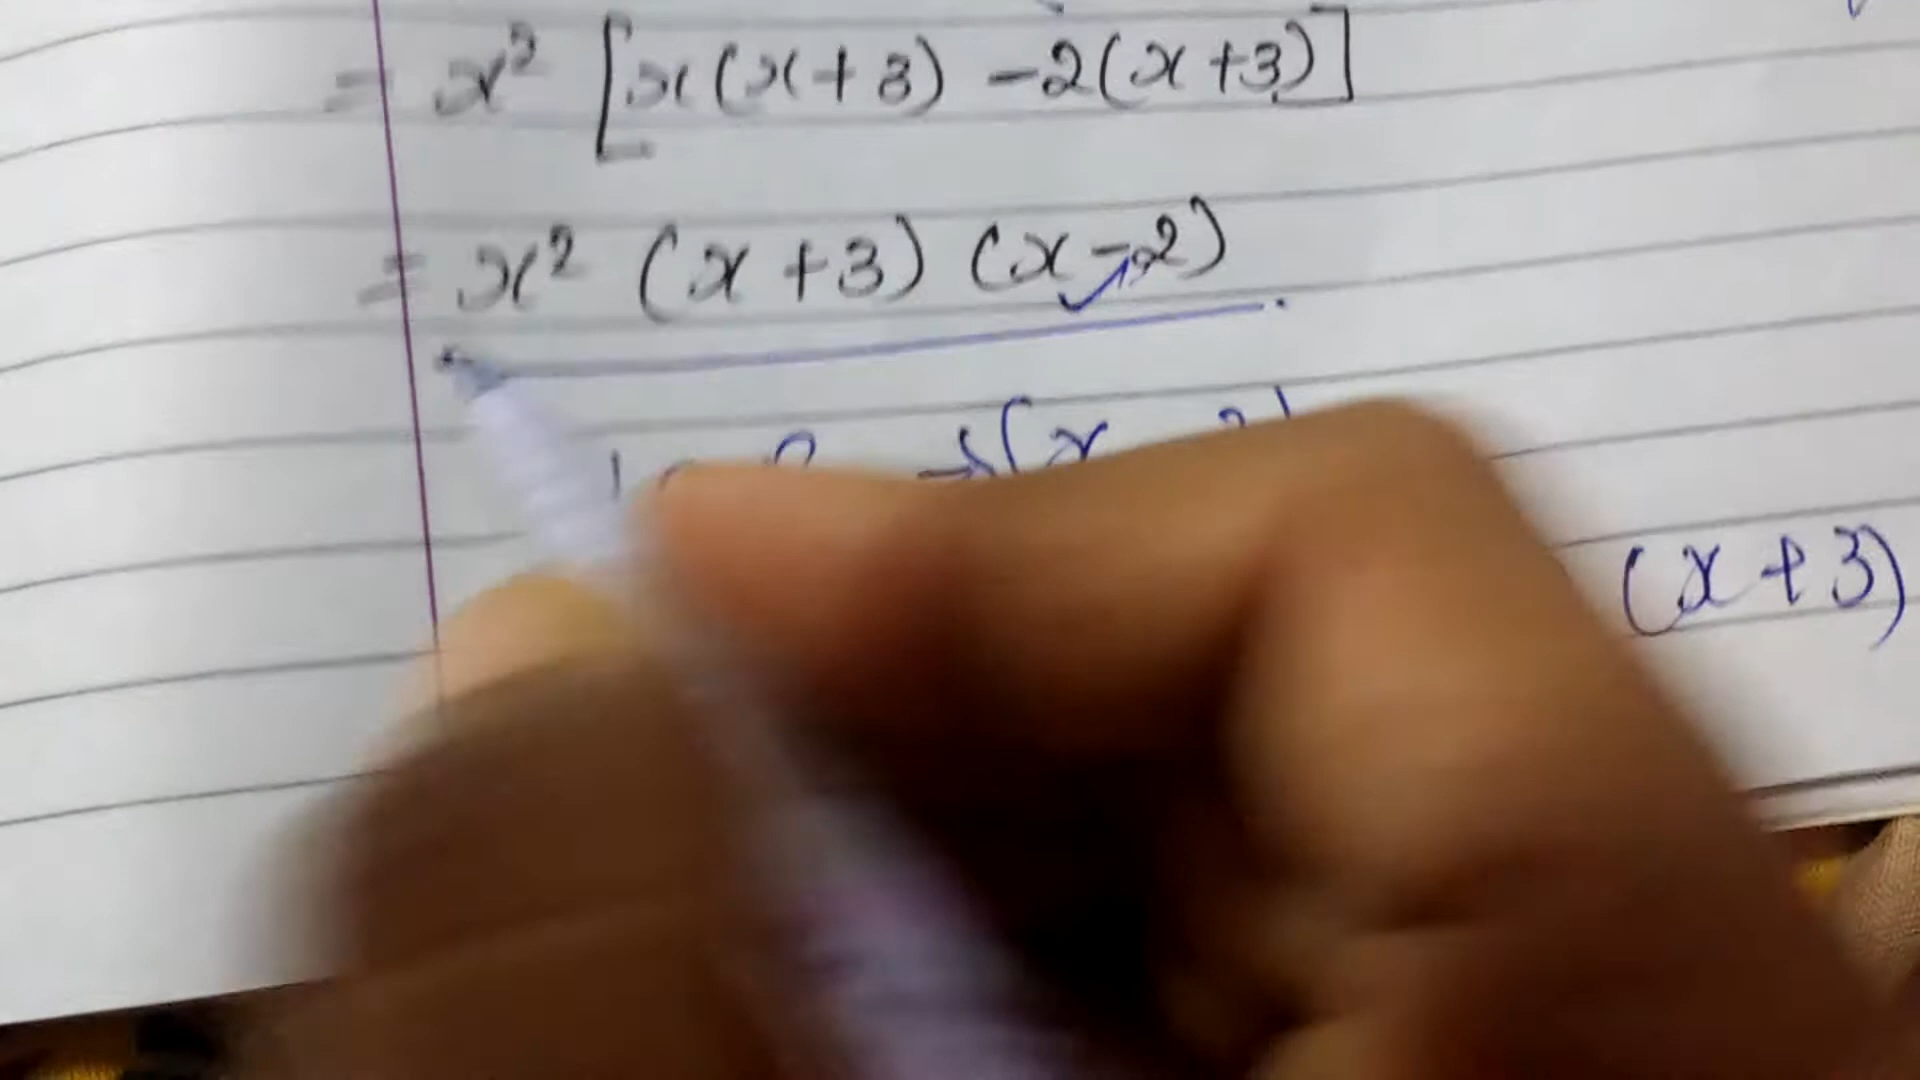 = x² [x(x+3) -2(x+3)]
= x² (x+3) (x-2)
(x+3)